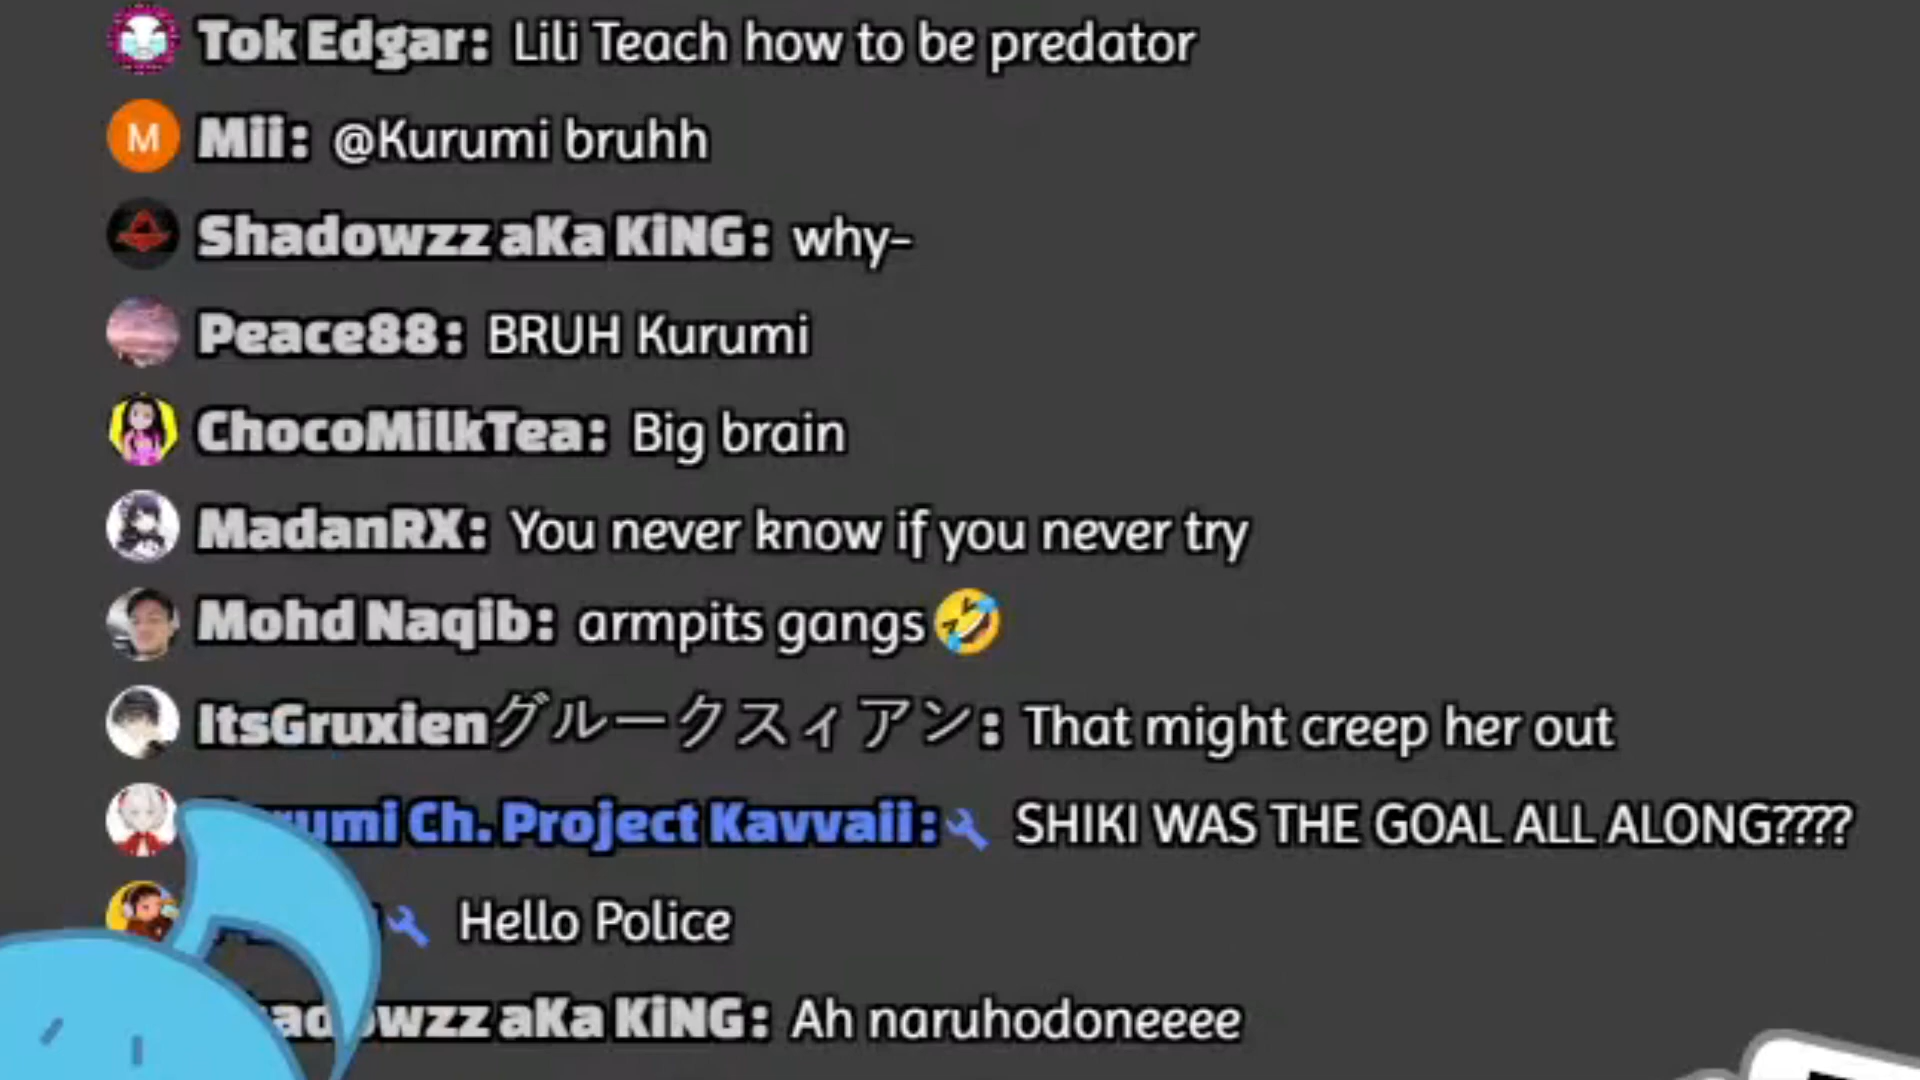 Tok Edgar: Lili Teach how to be predator
M Mii: @Kurumi bruhh
Shadowzz aKa KiNG: why-
Peace88: BRUH Kurumi
ChocoMilkTea: Big brain
MadanRX: You never know if you never try
Mohd Naqib: armpits gangs🤣
ItsGruxienグルークスィアン: That might creep her out
Ch. Project Kavvaii: SHIKI WAS THE GOAL ALL ALONG????
Hello Police
aKa KiNG: Ah naruhodoneeee